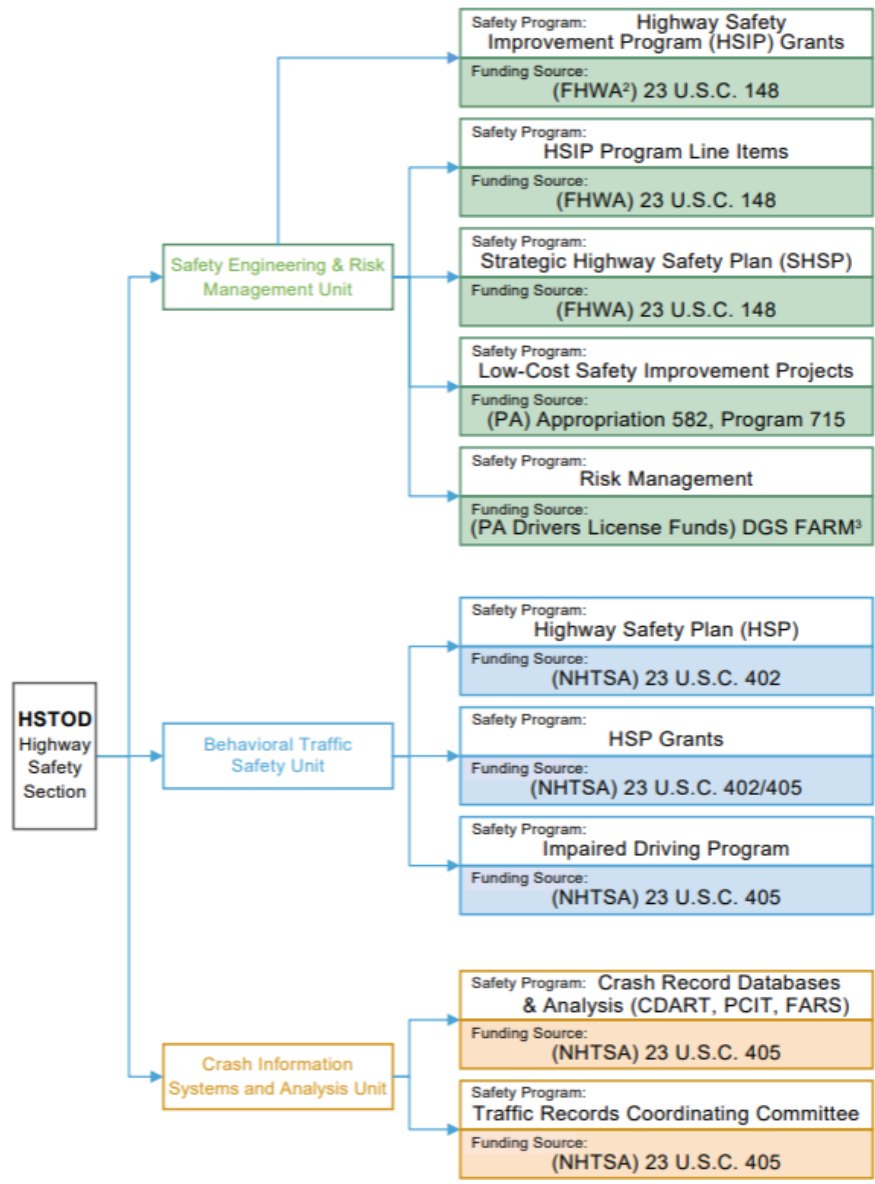 Safety Program: Highway Safety
Improvement Program (HSIP) Grants
Funding Source:
(FHWA²) 23 U.S.C. 148
Safety Program:
HSIP Program Line Items
Funding Source:
(FHWA) 23 U.S.C. 148
Safety Engineering & Risk
Management Unit
Safety Program:
Strategic Highway Safety Plan (SHSP)
Funding Source:
(FHWA) 23 U.S.C. 148
Safety Program:
Low-Cost Safety Improvement Projects
Funding Source:
(PA) Appropriation 582, Program 715
Safety Program:
Risk Management
Funding Source:
(PA Drivers License Funds) DGS FARM³
Safety Program:
Highway Safety Plan (HSP)
Funding Source:
(NHTSA) 23 U.S.C. 402
HSTOD
Highway
Safety
Section
Behavioral Traffic
Safety Unit
Safety Program:
HSP Grants
Funding Source:
(NHTSA) 23 U.S.C. 402/405
Safety Program:
Impaired Driving Program
Funding Source:
(NHTSA) 23 U.S.C. 405
Safety Program: Crash Record Databases
& Analysis (CDART, PCIT, FARS)
Funding Source:
(NHTSA) 23 U.S.C. 405
Crash Information
Systems and Analysis Unit
Safety Program:
Traffic Records Coordinating Committee
Funding Source:
(NHTSA) 23 U.S.C. 405